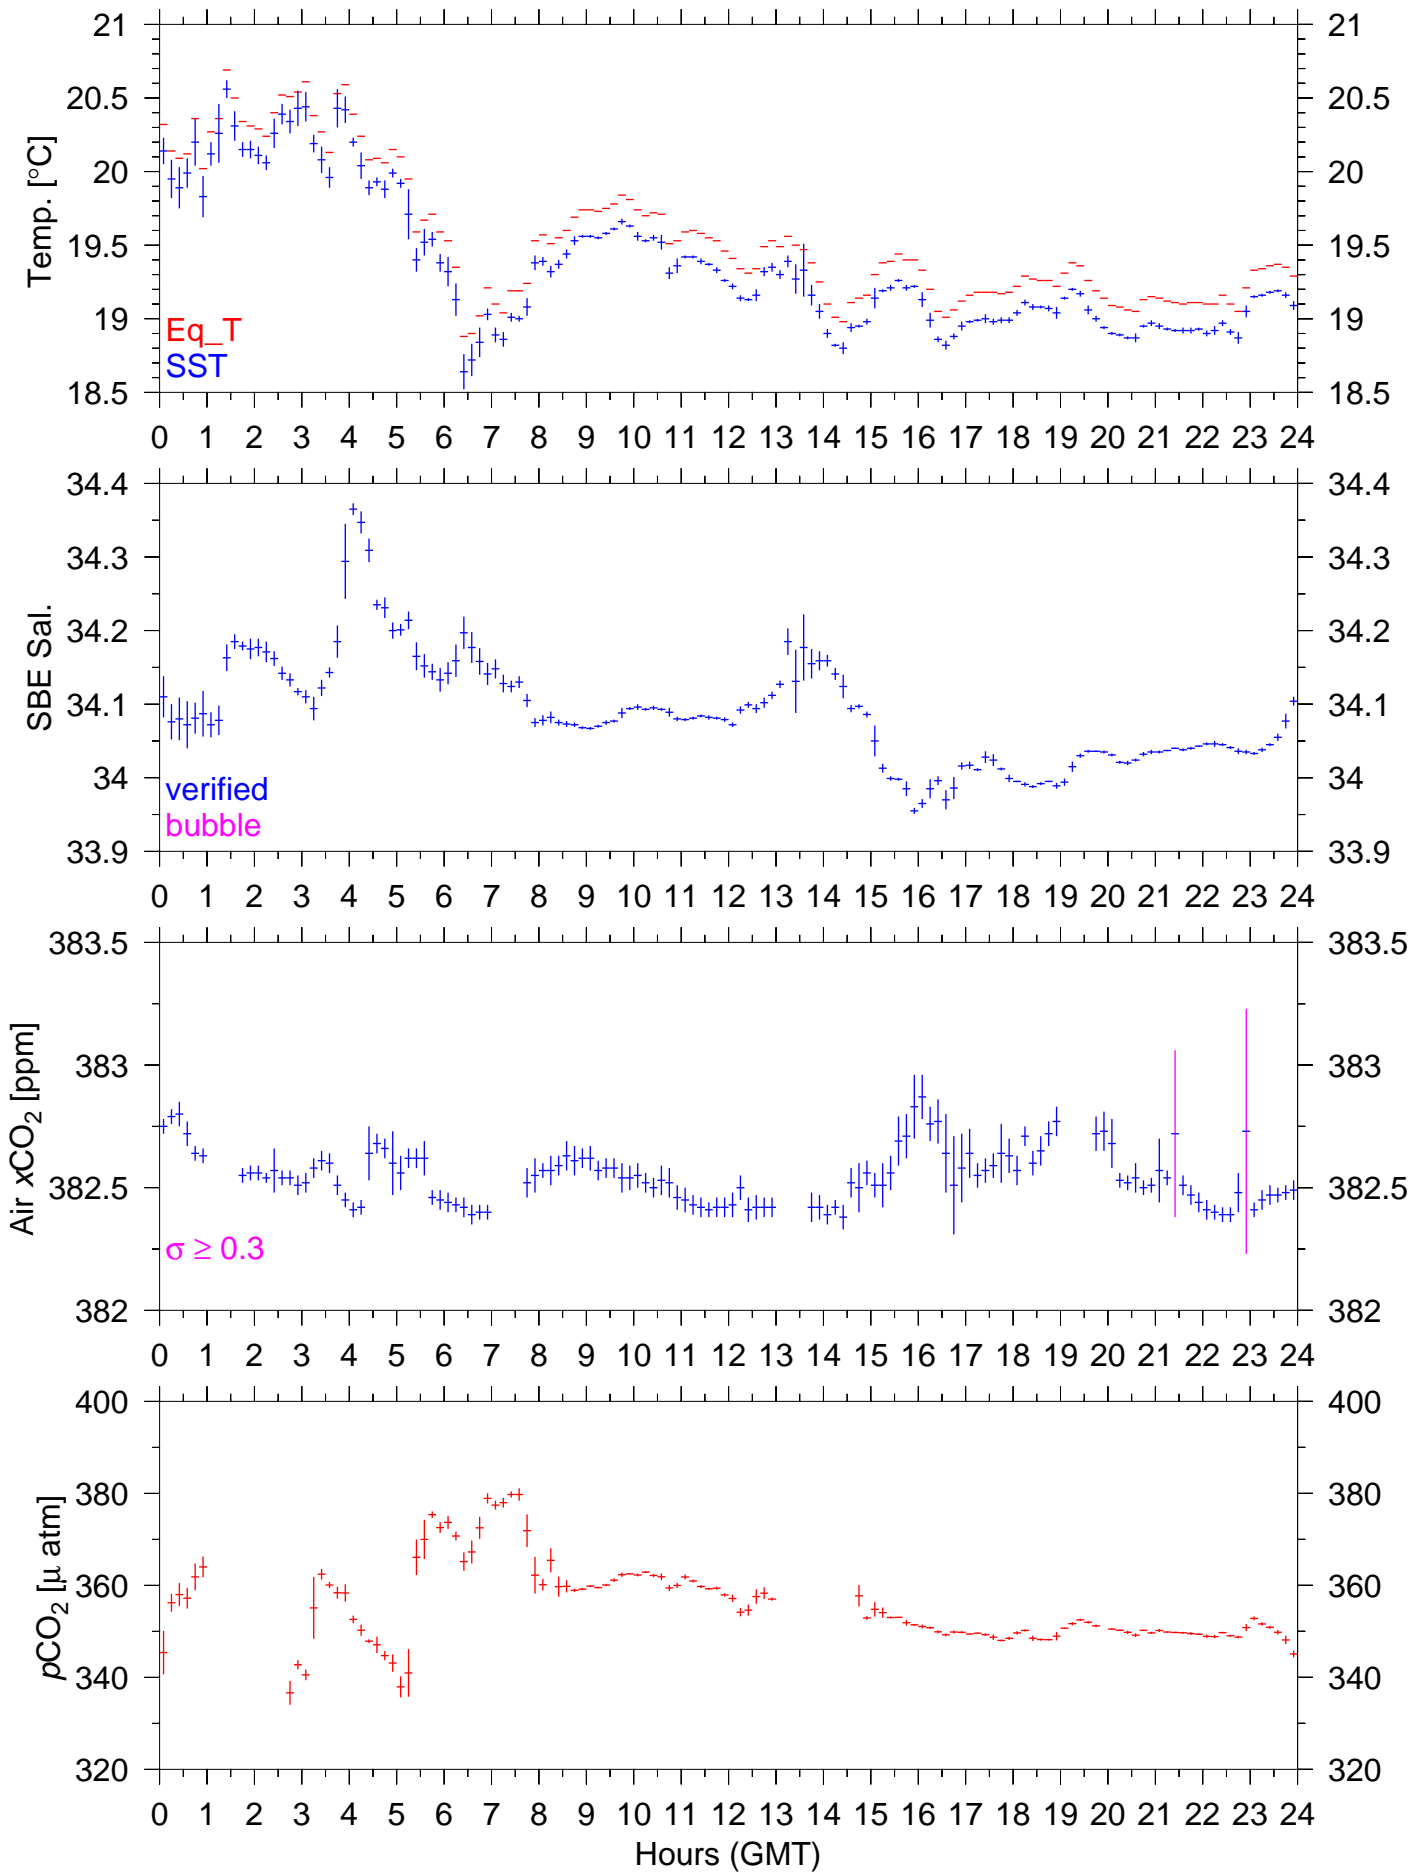 21 21
20.5 20.5
20 20
19.5 19.5
19 19
18.5 18.5
Temp. [°C]
Eq_T
SST
0 1 2 3 4 5 6 7 8 9 10 11 12 13 14 15 16 17 18 19 20 21 22 23 24
34.4 34.4
34.3 34.3
34.2 34.2
34.1 34.1
34 34
33.9 33.9
SBE Sal.
verified
bubble
0 1 2 3 4 5 6 7 8 9 10 11 12 13 14 15 16 17 18 19 20 21 22 23 24
383.5 383.5
383 383
382.5 382.5
382 382
Air xCO₂ [ppm]
σ ≥ 0.3
0 1 2 3 4 5 6 7 8 9 10 11 12 13 14 15 16 17 18 19 20 21 22 23 24
400 400
380 380
360 360
340 340
320 320
pCO₂ [μ atm]
0 1 2 3 4 5 6 7 8 9 10 11 12 13 14 15 16 17 18 19 20 21 22 23 24
Hours (GMT)